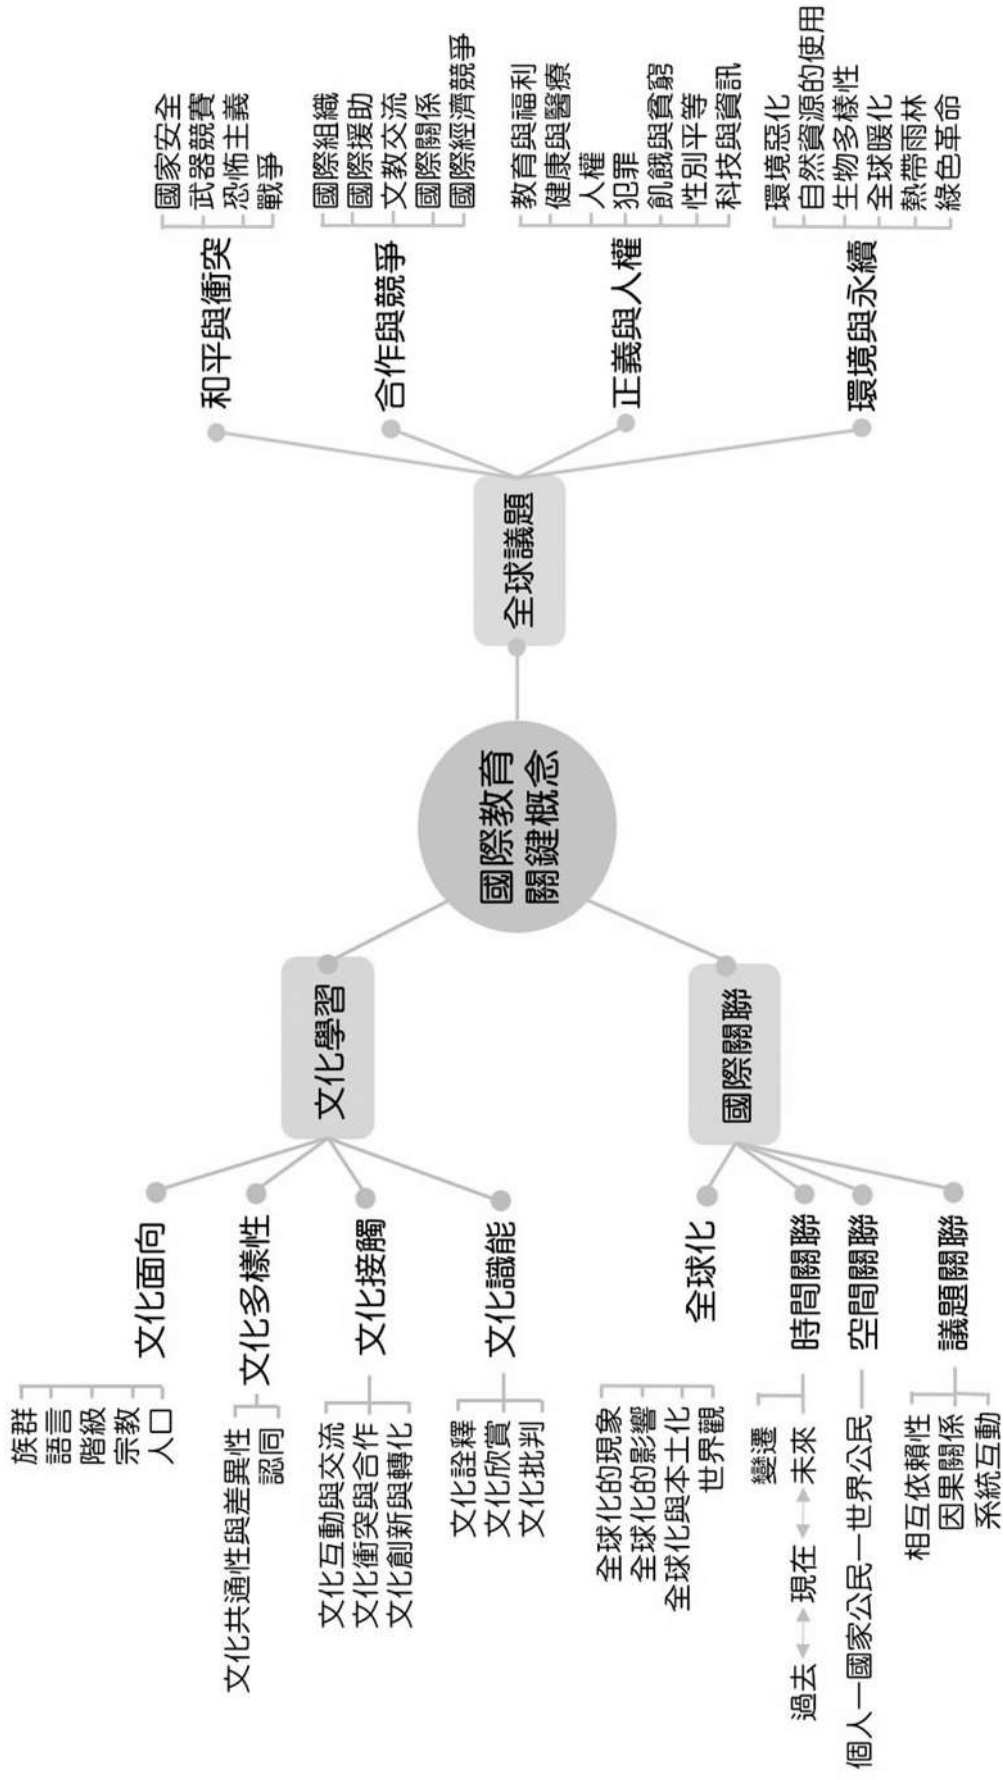 國際教育
關鍵概念
文化學習
文化面向
族群
語言
階級
宗教
人口
文化多樣性
文化共通性與差異性
認同
文化接觸
文化互動與交流
文化衝突與合作
文化創新與轉化
文化識能
文化詮釋
文化欣賞
文化批判
國際關聯
全球化
全球化的現象
全球化的影響
全球化與本土化
世界觀
時間關聯
變遷
過去 現在 未來
空間關聯
個人—國家公民—世界公民
議題關聯
相互依賴性
因果關係
系統互動
全球議題
和平與衝突
國家安全
武器競賽
恐怖主義
戰爭
合作與競爭
國際組織
國際援助
文教交流
國際關係
國際經濟競爭
正義與人權
教育與福利
健康與醫療
人權
犯罪
飢餓與貧窮
性別平等
科技與資訊
環境與永續
環境惡化
自然資源的使用
生物多樣性
全球暖化
熱帶雨林
綠色革命